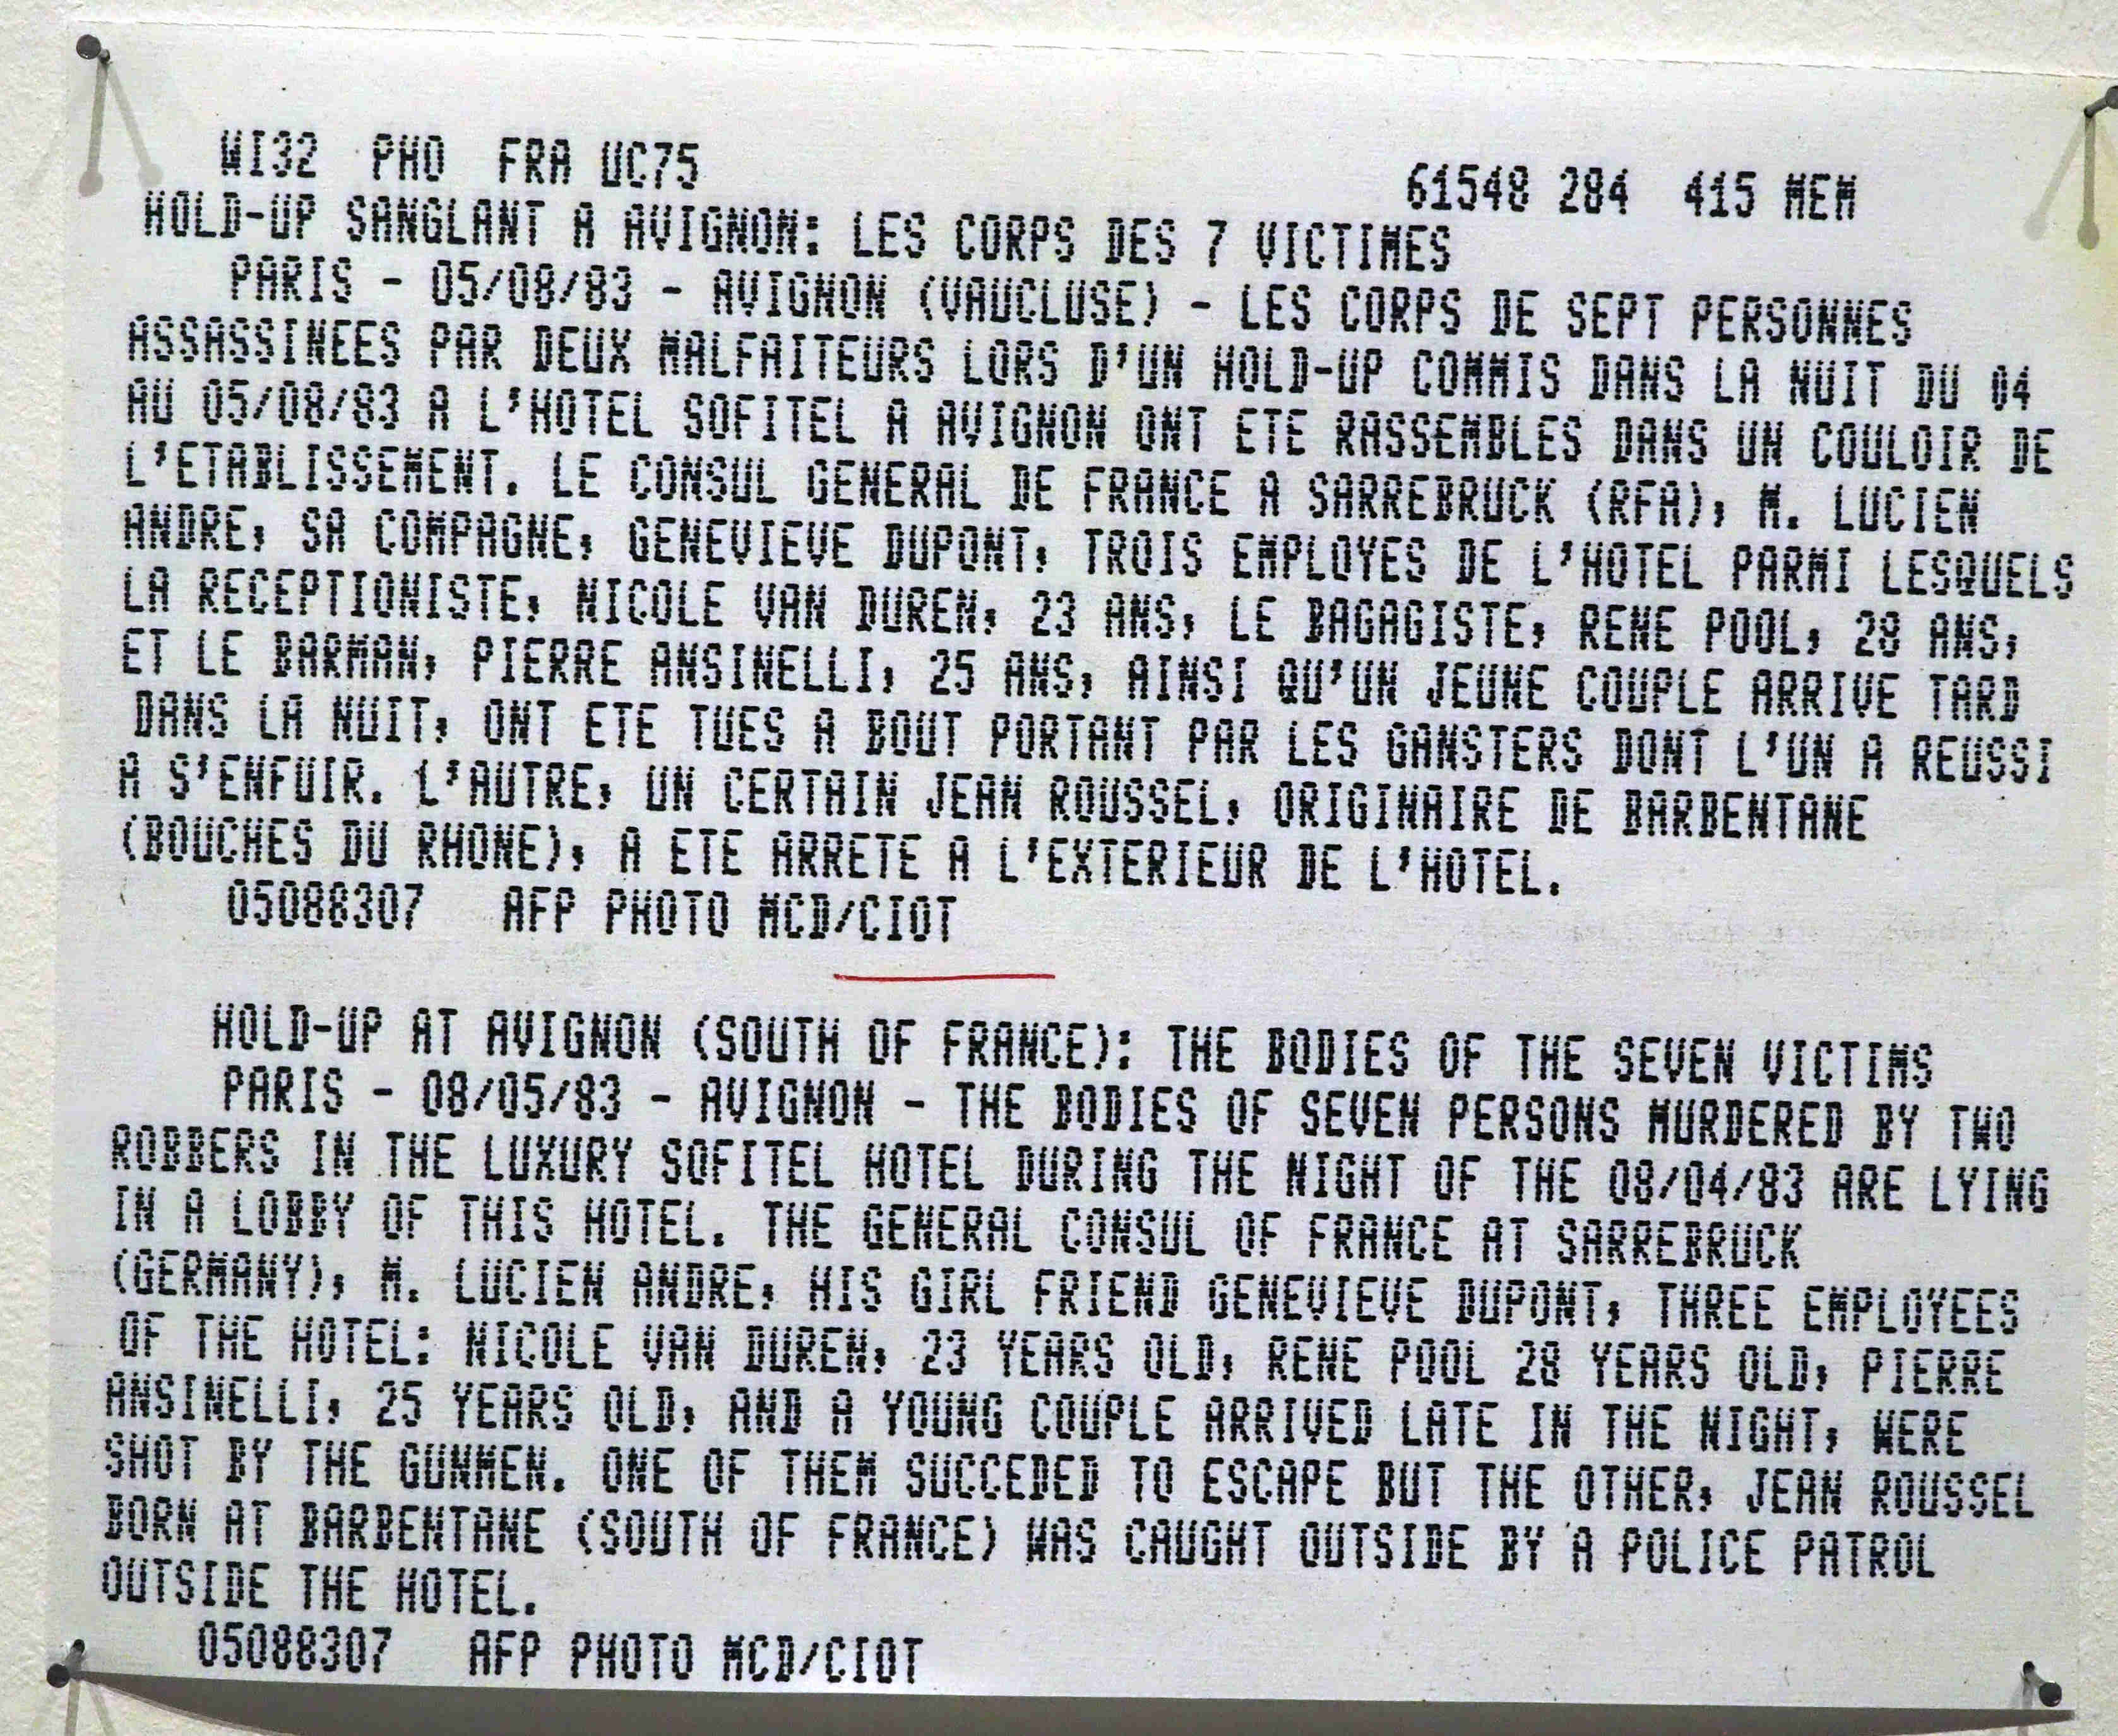 WI32 PHO FRA UC75 61548 284 415 MEM
HOLD-UP SANGLANT A AVIGNON: LES CORPS DES 7 VICTIMES
PARIS - 05/08/83 - AVIGNON (VAUCLUSE) - LES CORPS DE SEPT PERSONNES
ASSASSINEES PAR DEUX MALFAITEURS LORS D'UN HOLD-UP COMMIS DANS LA NUIT DU 04
AU 05/08/83 A L'HOTEL SOFITEL A AVIGNON ONT ETE RASSEMBLES DANS UN COULOIR DE
L'ETABLISSEMENT. LE CONSUL GENERAL DE FRANCE A SARREBRUCK (RFA), M. LUCIEN
ANDRE, SA COMPAGNE, GENEVIEVE DUPONT, TROIS EMPLOYES DE L'HOTEL PARMI LESQUELS
LA RECEPTIONISTE, NICOLE VAN DUREN, 23 ANS, LE BAGAGISTE, RENE POOL, 28 ANS,
ET LE BARMAN, PIERRE ANSINELLI, 25 ANS, AINSI QU'UN JEUNE COUPLE ARRIVE TARD
DANS LA NUIT, ONT ETE TUES A BOUT PORTANT PAR LES GANSTERS DONT L'UN A REUSSI
A S'ENFUIR. L'AUTRE, UN CERTAIN JEAN ROUSSEL, ORIGINAIRE DE BARBENTANE
(BOUCHES DU RHONE), A ETE ARRETE A L'EXTERIEUR DE L'HOTEL.
05088307 AFP PHOTO MCD/CIOT
HOLD-UP AT AVIGNON (SOUTH OF FRANCE): THE BODIES OF THE SEVEN VICTIMS
PARIS - 08/05/83 - AVIGNON - THE BODIES OF SEVEN PERSONS MURDERED BY TWO
ROBBERS IN THE LUXURY SOFITEL HOTEL DURING THE NIGHT OF THE 08/04/83 ARE LYING
IN A LOBBY OF THIS HOTEL. THE GENERAL CONSUL OF FRANCE AT SARREBRUCK
(GERMANY), M. LUCIEN ANDRE, HIS GIRL FRIEND GENEVIEVE DUPONT, THREE EMPLOYEES
OF THE HOTEL: NICOLE VAN DUREN, 23 YEARS OLD, RENE POOL 28 YEARS OLD, PIERRE
ANSINELLI, 25 YEARS OLD, AND A YOUNG COUPLE ARRIVED LATE IN THE NIGHT, WERE
SHOT BY THE GUNMEN. ONE OF THEM SUCCEDED TO ESCAPE BUT THE OTHER, JEAN ROUSSEL
BORN AT BARBENTANE (SOUTH OF FRANCE) WAS CAUGHT OUTSIDE BY A POLICE PATROL
OUTSIDE THE HOTEL.
05088307 AFP PHOTO MCD/CIOT